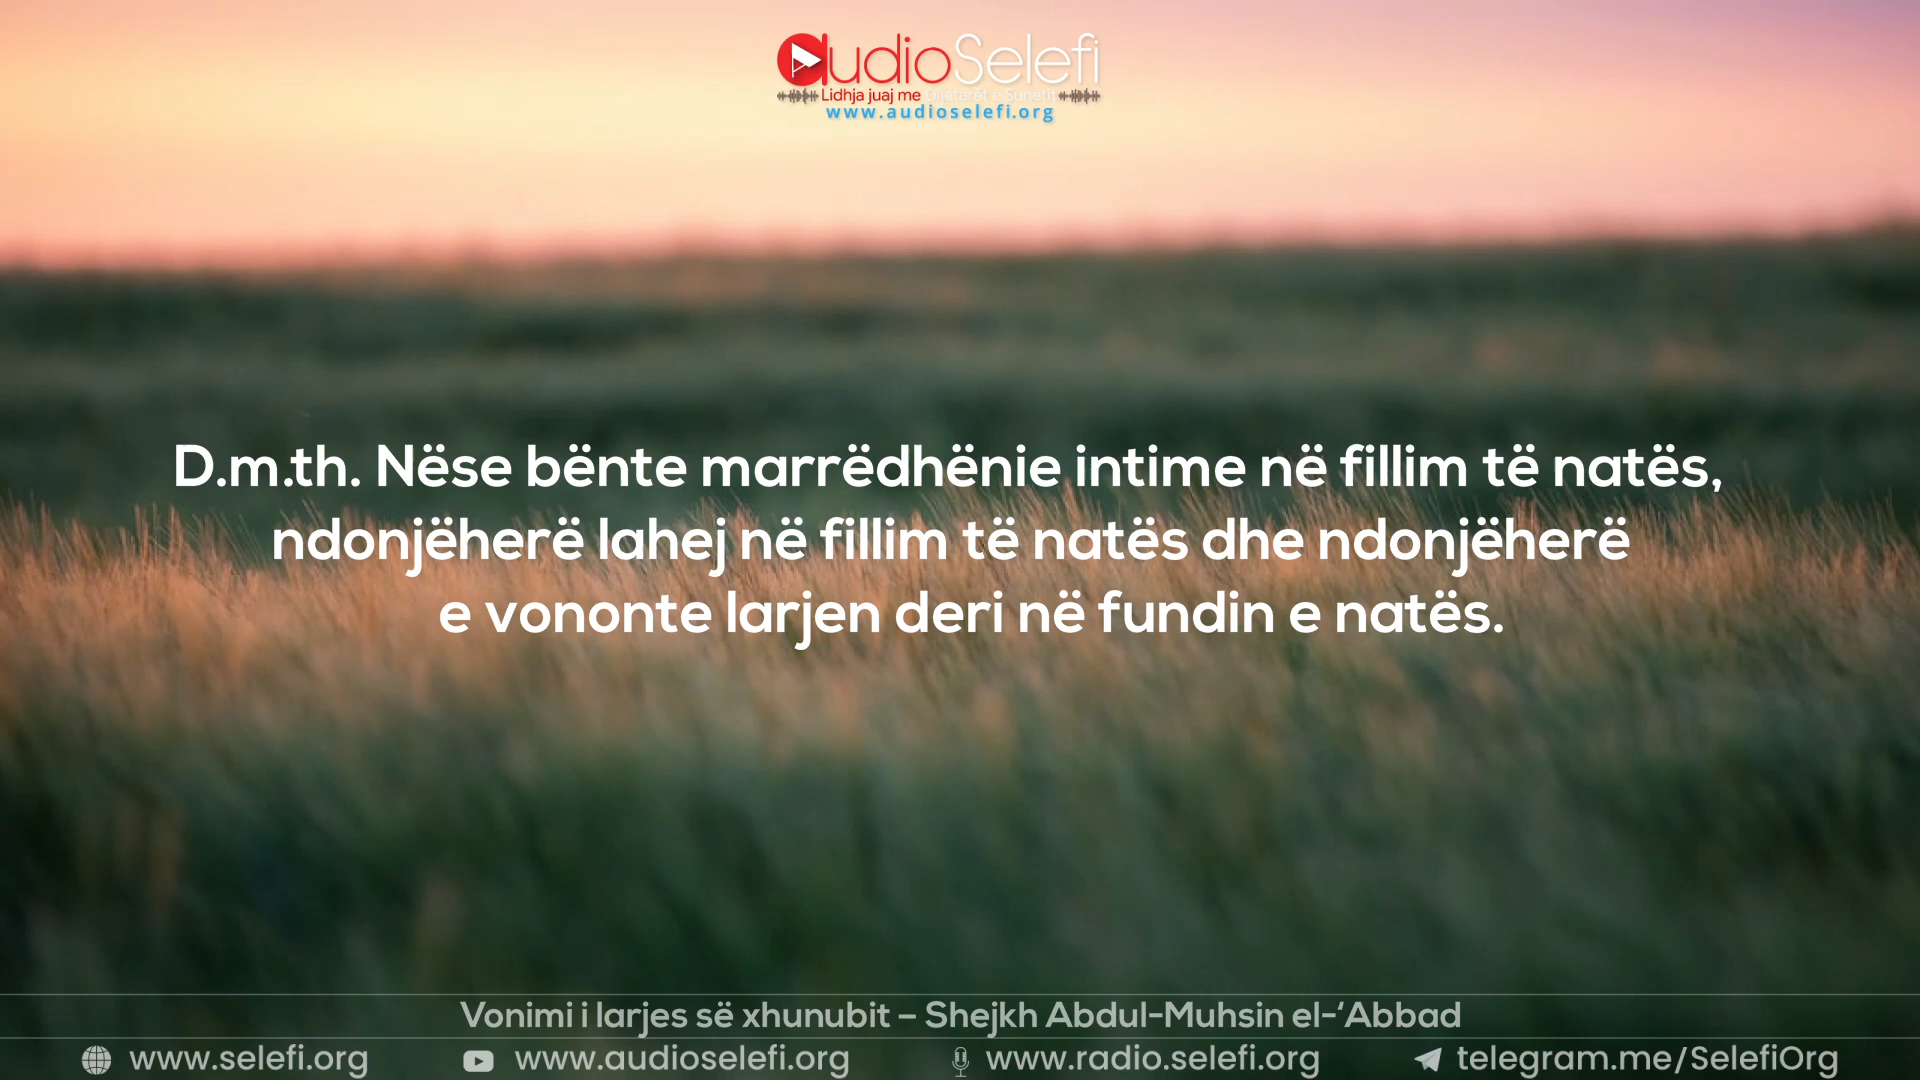 audioSelefi
Lidhja juaj me Dijetarët e Sunetit
www.audioselefi.org
D.m.th. Nëse bënte marrëdhënie intime në fillim të natës,
ndonjëherë lahej në fillim të natës dhe ndonjëherë
e vononte larjen deri në fundin e natës.
Vonimi i larjes së xhunubit – Shejkh Abdul-Muhsin el-‘Abbad
www.selefi.org www.audioselefi.org www.radio.selefi.org telegram.me/SelefiOrg